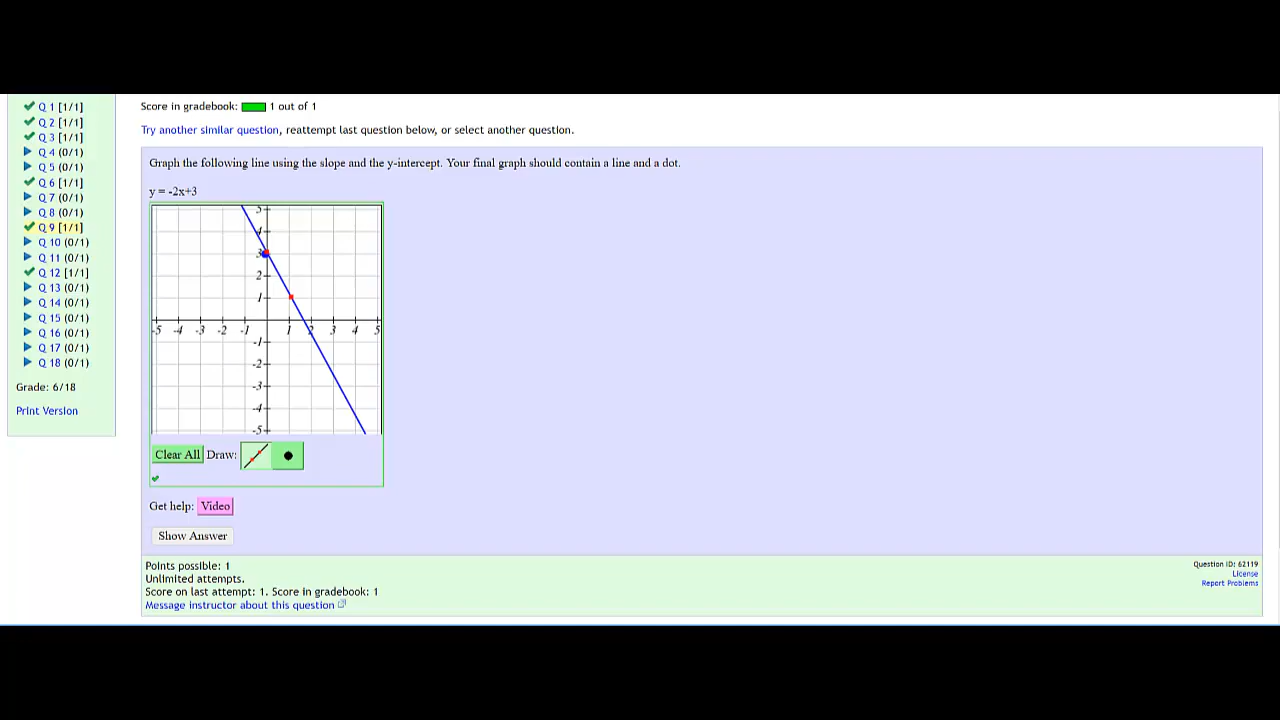 Q 1 [1/1]
Q 2 [1/1]
Q 3 [1/1]
Q 4 (0/1)
Q 5 (0/1)
Q 6 [1/1]
Q 7 (0/1)
Q 8 (0/1)
Q 9 [1/1]
Q 10 (0/1)
Q 11 (0/1)
Q 12 [1/1]
Q 13 (0/1)
Q 14 (0/1)
Q 15 (0/1)
Q 16 (0/1)
Q 17 (0/1)
Q 18 (0/1)
Grade: 6/18
Print Version
Score in gradebook: 1 out of 1
Try another similar question, reattempt last question below, or select another question.
Graph the following line using the slope and the y-intercept. Your final graph should contain a line and a dot.
y = -2x+3
5
4
3
2
1
-5 -4 -3 -2 -1 1 2 3 4 5
-1
-2
-3
-4
-5
Clear All Draw:
Get help: Video
Show Answer
Points possible: 1
Unlimited attempts.
Score on last attempt: 1. Score in gradebook: 1
Message instructor about this question
Question ID: 62119
License
Report Problems